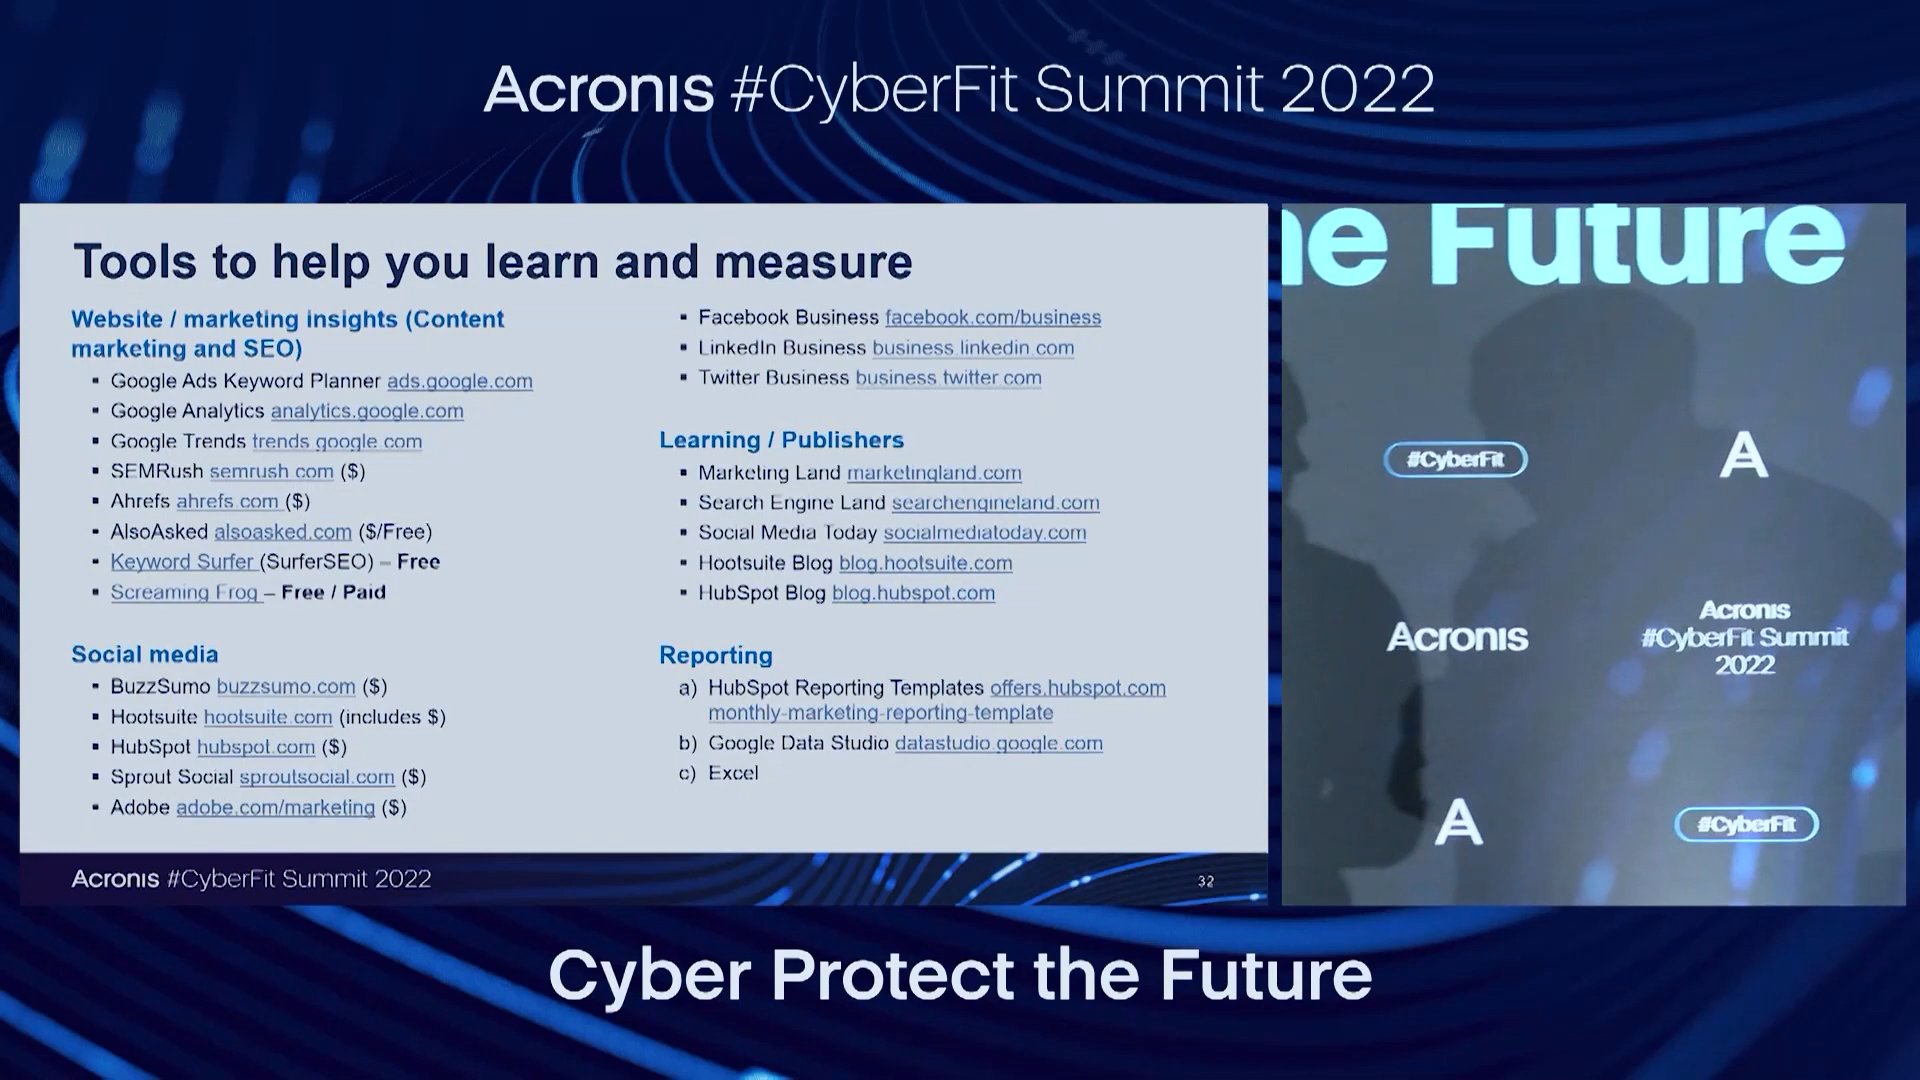 Acronis #CyberFit Summit 2022
Tools to help you learn and measure
Website / marketing insights (Content
marketing and SEO)
▪ Google Ads Keyword Planner ads.google.com
▪ Google Analytics analytics.google.com
▪ Google Trends trends.google.com
▪ SEMRush semrush.com ($)
▪ Ahrefs ahrefs.com ($)
▪ AlsoAsked alsoasked.com ($/Free)
▪ Keyword Surfer (SurferSEO) – Free
▪ Screaming Frog – Free / Paid
Social media
▪ BuzzSumo buzzsumo.com ($)
▪ Hootsuite hootsuite.com (includes $)
▪ HubSpot hubspot.com ($)
▪ Sprout Social sproutsocial.com ($)
▪ Adobe adobe.com/marketing ($)
▪ Facebook Business facebook.com/business
▪ LinkedIn Business business.linkedin.com
▪ Twitter Business business.twitter.com
Learning / Publishers
▪ Marketing Land marketingland.com
▪ Search Engine Land searchengineland.com
▪ Social Media Today socialmediatoday.com
▪ Hootsuite Blog blog.hootsuite.com
▪ HubSpot Blog blog.hubspot.com
Reporting
a) HubSpot Reporting Templates offers.hubspot.com
monthly-marketing-reporting-template
b) Google Data Studio datastudio.google.com
c) Excel
Acronis #CyberFit Summit 2022
32
he Future
#CyberFit
A
Acronis
Acronis
#CyberFit Summit
2022
A
#CyberFit
Cyber Protect the Future